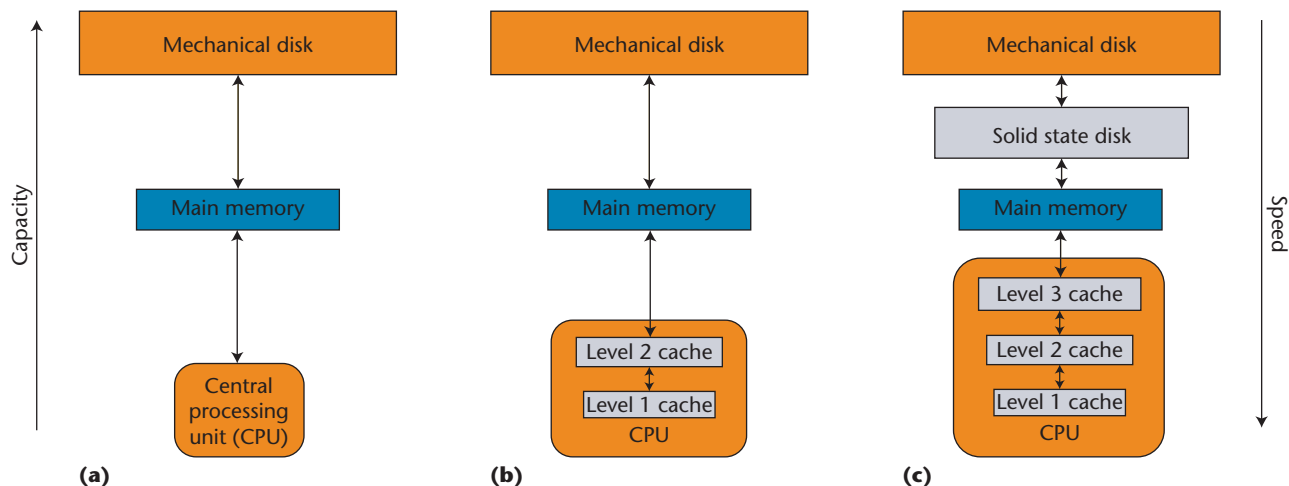 Capacity
Mechanical disk
Main memory
Central
processing
unit (CPU)
(a)
Mechanical disk
Main memory
Level 2 cache
Level 1 cache
CPU
(b)
Mechanical disk
Solid state disk
Main memory
Level 3 cache
Level 2 cache
Level 1 cache
CPU
(c)
Speed